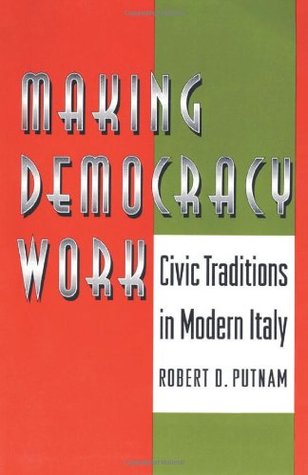 MAKING
DEMOCRACY
WORK
Civic Traditions
in Modern Italy
ROBERT D. PUTNAM